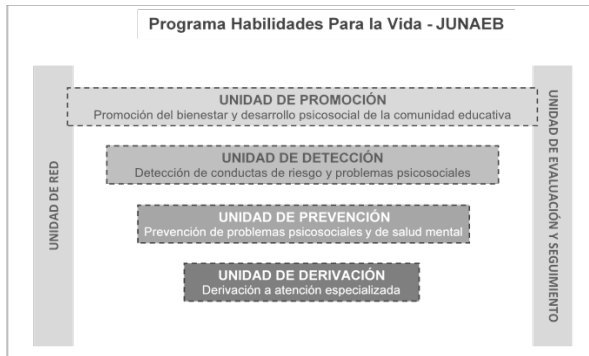 Programa Habilidades Para la Vida - JUNAEB
UNIDAD DE RED
UNIDAD DE PROMOCIÓN
Promoción del bienestar y desarrollo psicosocial de la comunidad educativa
UNIDAD DE DETECCIÓN
Detección de conductas de riesgo y problemas psicosociales
UNIDAD DE PREVENCIÓN
Prevención de problemas psicosociales y de salud mental
UNIDAD DE DERIVACIÓN
Derivación a atención especializada
UNIDAD DE EVALUACIÓN Y SEGUIMIENTO